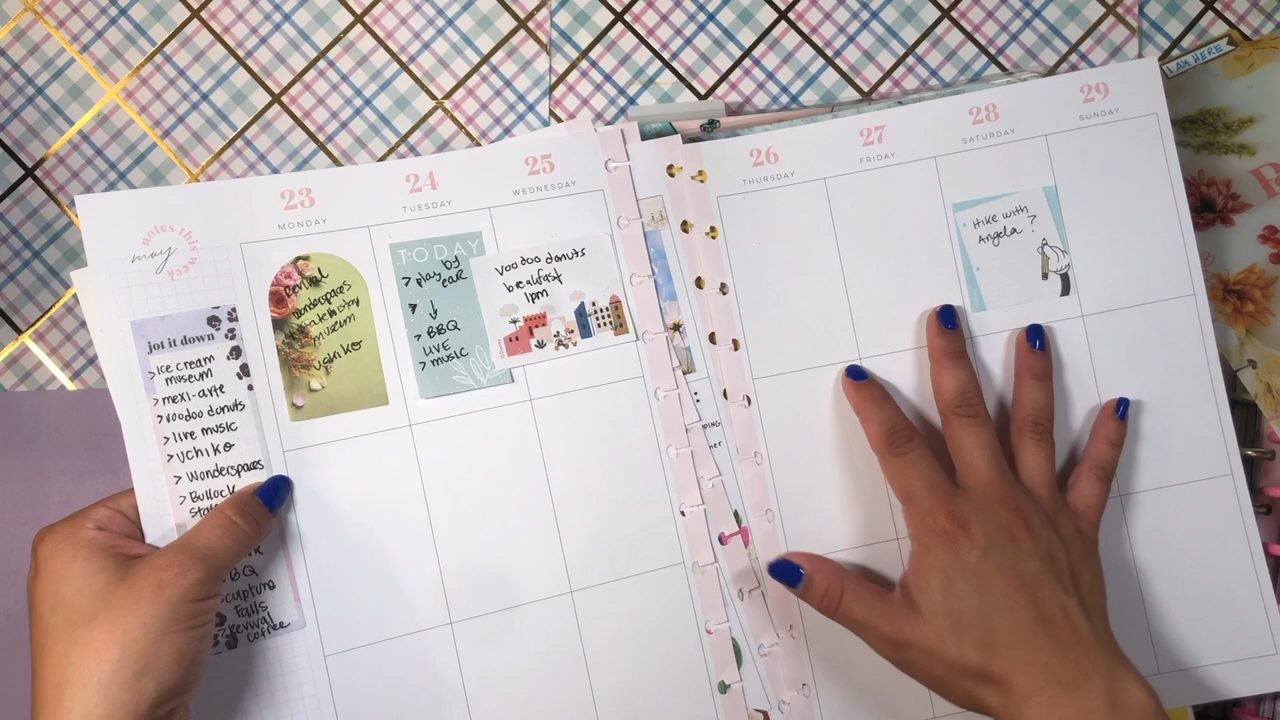 I AM HERE
notes this week
may
23
MONDAY
24
TUESDAY
25
WEDNESDAY
26
THURSDAY
27
FRIDAY
28
SATURDAY
29
SUNDAY
jot it down
> ICE CREAM
museum
> mexi-arte
> voodoo donuts
> live music
> UCHIKO
> Wonderspaces
> Bullock
State
BQ
sculpture
Falls
> Revival
coffee
Wonderspaces
museum
Uchiko
TODAY
> play by
ear
> BBQ
LIVE
> music
Voodoo donuts
breakfast
1pm
Hike with
Angela ?